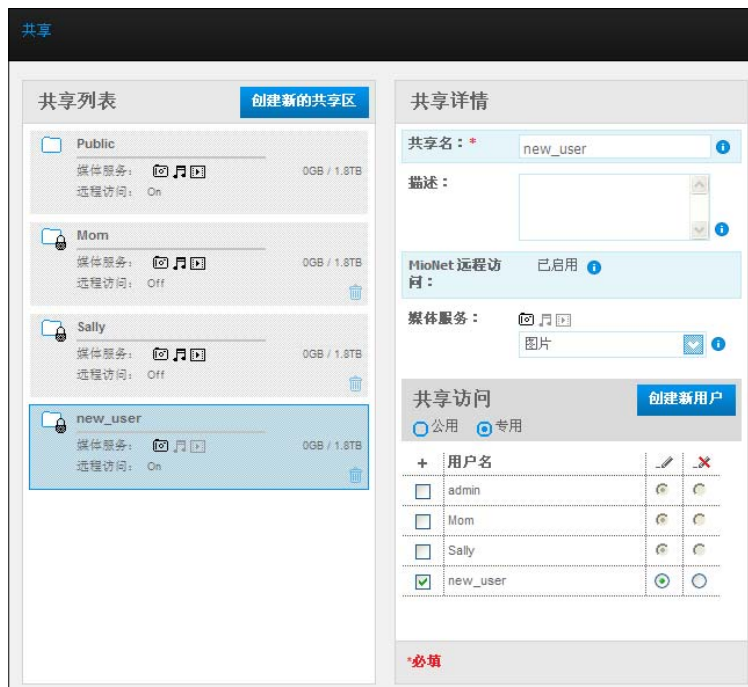 共享
共享列表
创建新的共享区
Public
媒体服务:
0GB / 1.8TB
远程访问: On
Mom
媒体服务:
0GB / 1.8TB
远程访问: Off
Sally
媒体服务:
0GB / 1.8TB
远程访问: Off
new_user
媒体服务:
0GB / 1.8TB
远程访问: On
共享详情
共享名：*
new_user
描述：
MioNet 远程访
问：
已启用
媒体服务：
图片
共享访问
创建新用户
公用 专用
+ 用户名
admin
Mom
Sally
new_user
*必填